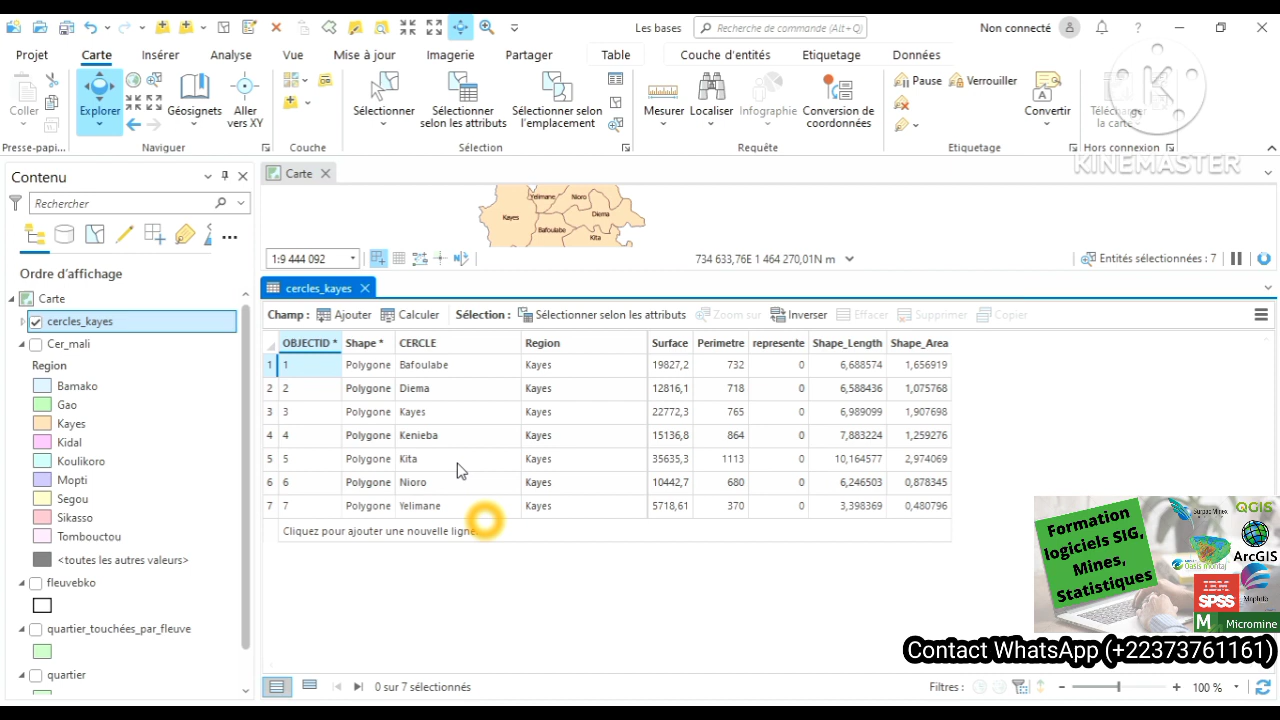 Les bases
Recherche de commande (Alt+Q)
Non connecté
?
Projet Carte Insérer Analyse Vue Mise à jour Imagerie Partager Table Couche d'entités Etiquetage Données
Coller
Explorer
Géosignets
Aller
vers XY
Sélectionner
Sélectionner
selon les attributs
Sélectionner selon
l'emplacement
Mesurer
Localiser
Infographie
Conversion de
coordonnées
Pause
Verrouiller
Convertir
Télécharger
la carte
Presse-papi...
Naviguer
Couche
Sélection
Requête
Etiquetage
Hors connexion
KINEMASTER
Contenu
Rechercher
Ordre d'affichage
Carte
cercles_kayes
Cer_mali
Region
Bamako
Gao
Kayes
Kidal
Koulikoro
Mopti
Segou
Sikasso
Tombouctou
<toutes les autres valeurs>
fleuvebko
quartier_touchées_par_fleuve
quartier
Carte
Yelimane
Nioro
Kayes
Diema
Bafoulabe
Kita
1:9 444 092
734 633,76E 1 464 270,01N m
Entités sélectionnées : 7
cercles_kayes
Champ : Ajouter Calculer Sélection : Sélectionner selon les attributs Zoom sur Inverser Effacer Supprimer Copier
OBJECTID * Shape * CERCLE Region Surface Perimetre represente Shape_Length Shape_Area
1 1 Polygone Bafoulabe Kayes 19827,2 732 0 6,688574 1,656919
2 2 Polygone Diema Kayes 12816,1 718 0 6,588436 1,075768
3 3 Polygone Kayes Kayes 22772,3 765 0 6,989099 1,907698
4 4 Polygone Kenieba Kayes 15136,8 864 0 7,883224 1,259276
5 5 Polygone Kita Kayes 35635,3 1113 0 10,164577 2,974069
6 6 Polygone Nioro Kayes 10442,7 680 0 6,246503 0,878345
7 7 Polygone Yelimane Kayes 5718,61 370 0 3,398369 0,480796
Cliquez pour ajouter une nouvelle ligne
0 sur 7 sélectionnés
Filtres :
100 %
Formation
logiciels SIG,
Mines,
Statistiques
Surpac Minex
QGIS
Oasis montaj
ArcGIS
IBM
SPSS
MapInfo
M Micromine
Contact WhatsApp (+22373761161)